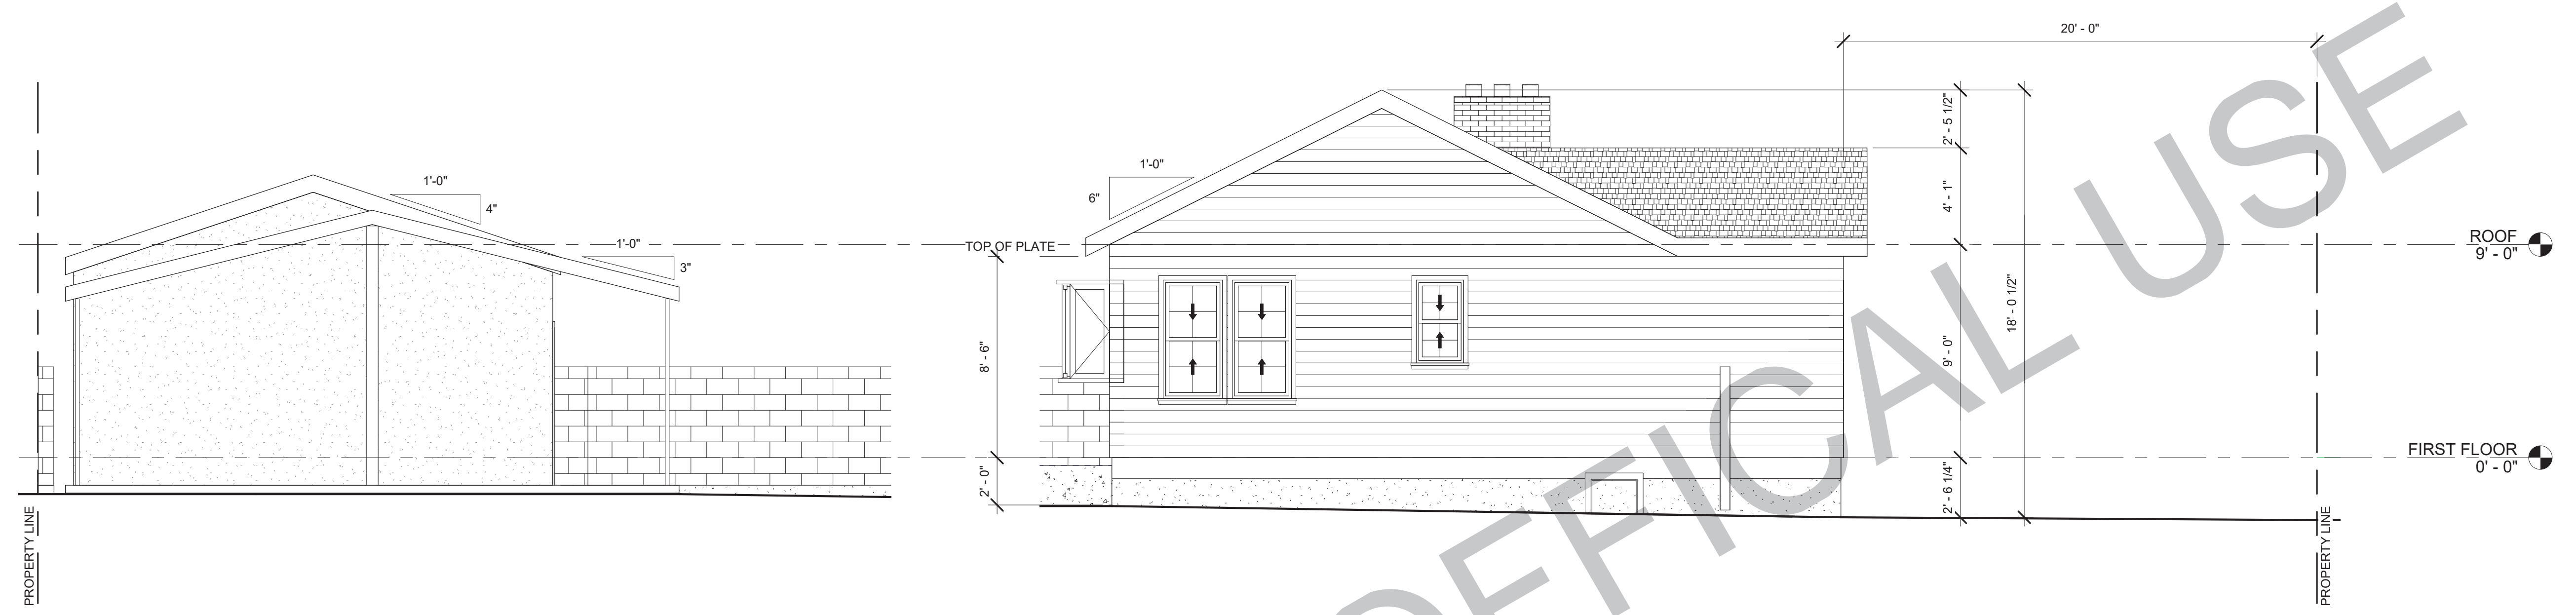 20' - 0"
2' - 5 1/2"
1'-0"
6"
1'-0"
4"
4' - 1"
1'-0"
3"
TOP OF PLATE
ROOF
9' - 0"
18' - 0 1/2"
8' - 6"
9' - 0"
FIRST FLOOR
0' - 0"
2' - 0"
2' - 6 1/4"
PROPERTY LINE
PROPERTY LINE
OFFICAL USE